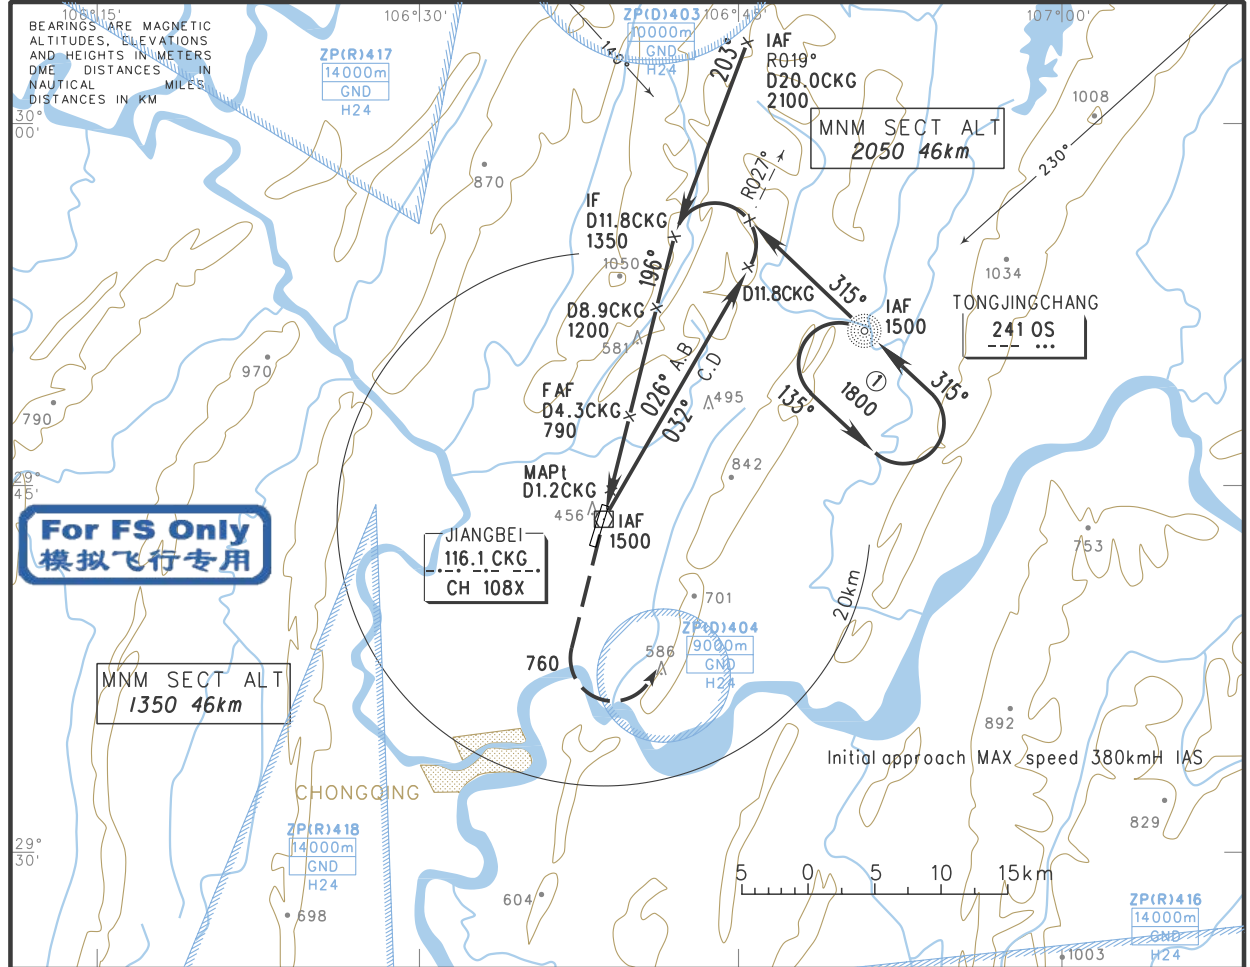 106°15'
106°30'
106°45'
107°00'
BEARINGS ARE MAGNETIC
ALTITUDES, ELEVATIONS
AND HEIGHTS IN METERS
DME DISTANCES IN
NAUTICAL MILES
DISTANCES IN KM
ZP(R)417
14000m
GND
H24
ZP(D)403
10000m
GND
H24
140°
203°
IAF
R019°
D20.0CKG
2100
MNM SECT ALT
2050 46km
1008
230°
30°
00'
870
R027°
IF
D11.8CKG
1350
1050
196°
D11.8CKG
315°
1034
TONGJINGCHANG
241 OS
IAF
1500
D8.9CKG
1200
581
970
790
026° A.B
032° C.D
495
135°
1
1800
315°
FAF
D4.3CKG
790
842
MAPt
D1.2CKG
456
IAF
1500
29°
45'
For FS Only
模拟飞行专用
JIANGBEI
116.1 CKG
CH 108X
753
20km
701
ZP(D)404
9000m
GND
H24
586
760
MNM SECT ALT
1350 46km
892
Initial approach MAX speed 380kmH IAS
CHONGQING
829
ZP(R)418
14000m
GND
H24
29°
30'
5 0 5 10 15km
604
698
ZP(R)416
14000m
GND
H24
1003